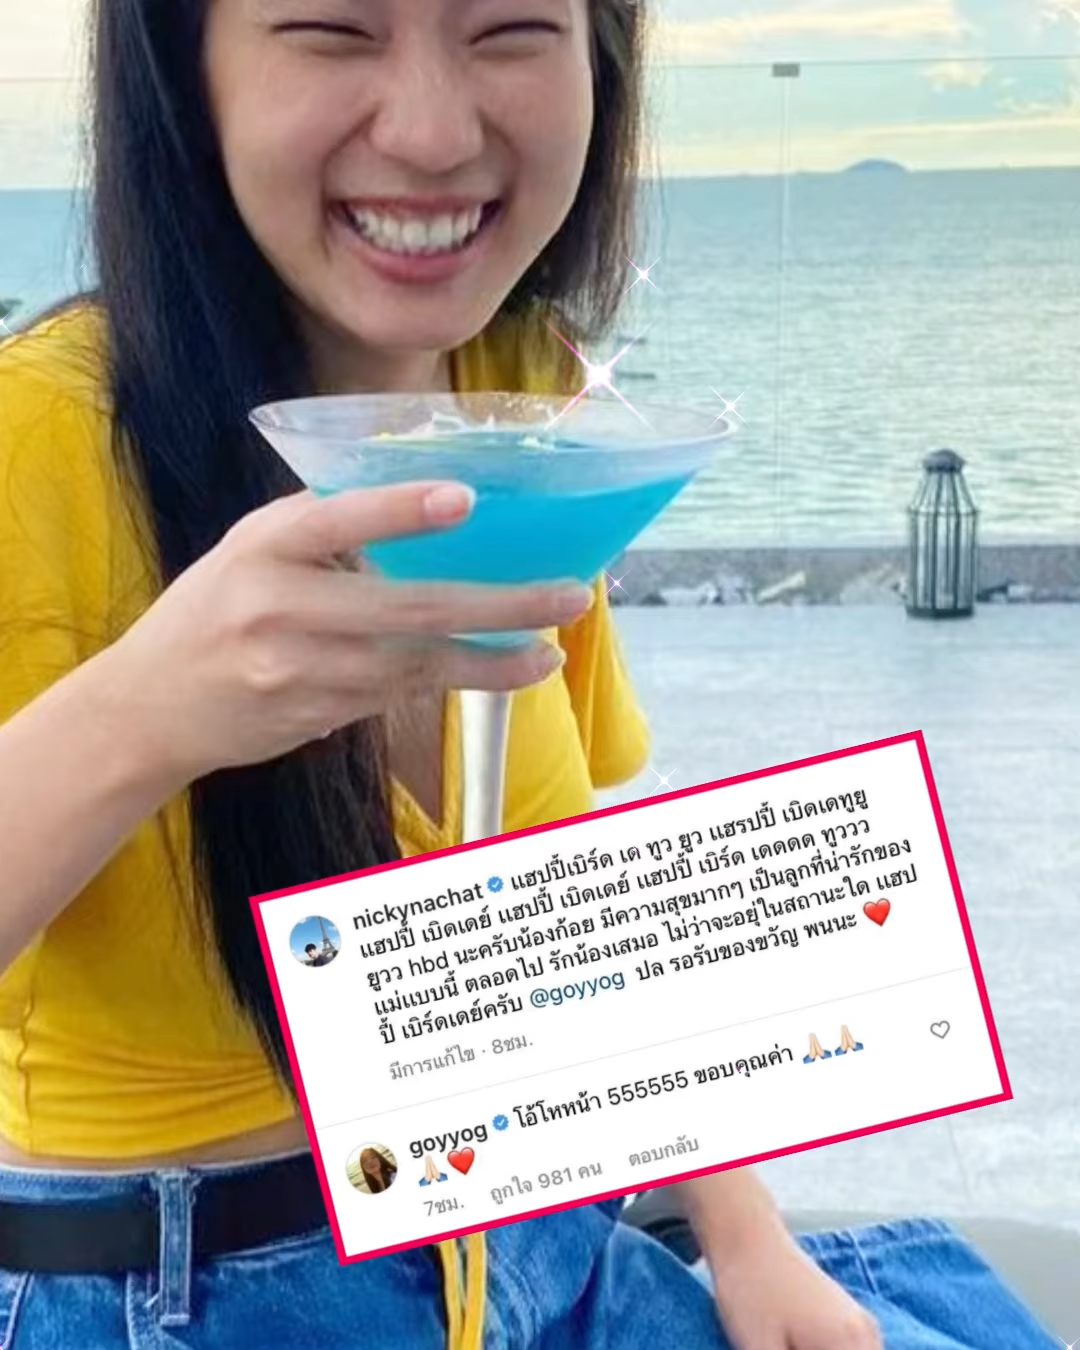 nickynachat แฮปปี้เบิร์ด เด ทูว ยูว แฮรปปี้ เบิดเดทูยู
แฮปปี้ เบิดเดย์ แฮปปี้ เบิดเดย์ แฮปปี้ เบิร์ด เดดดด ทูววว
ยูวว hbd นะครับน้องก้อย มีความสุขมากๆ เป็นลูกที่น่ารักของ
แม่แบบนี้ ตลอดไป รักน้องเสมอ ไม่ว่าจะอยู่ในสถานะใด แฮป
ปี้ เบิร์ดเดย์ครับ @goyyog ปล รอรับของขวัญ พนนะ ❤️
มีการแก้ไข · 8ชม.
goyyog โอ้โหหน้า 555555 ขอบคุณค่า 🙏🏻🙏🏻
🙏🏻❤️
7ชม. ถูกใจ 981 คน ตอบกลับ